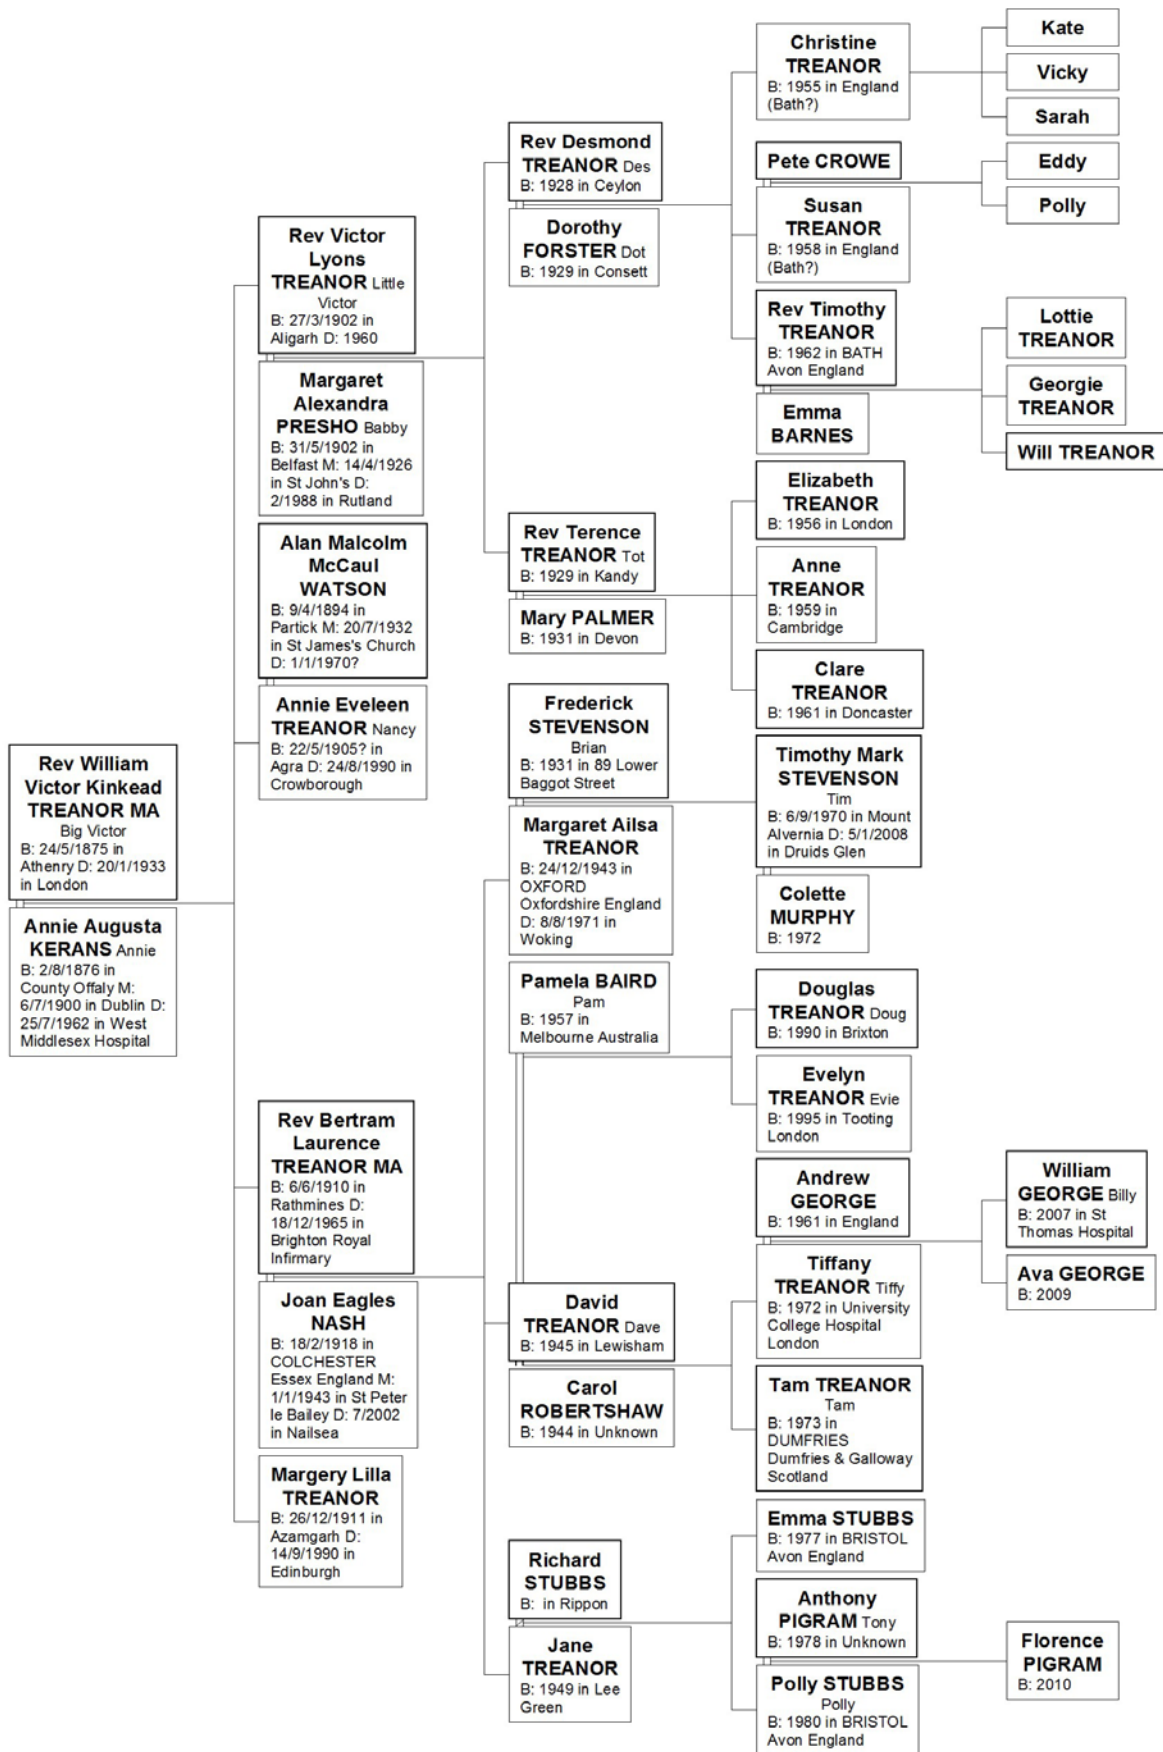 Rev William
Victor Kinkead
TREANOR MA
Big Victor
B: 24/5/1875 in
Athenry D: 20/1/1933
in London
Annie Augusta
KERANS Annie
B: 2/8/1876 in
County Offaly M:
6/7/1900 in Dublin D:
25/7/1962 in West
Middlesex Hospital
Rev Victor
Lyons
TREANOR Little
Victor
B: 27/3/1902 in
Aligarh D: 1960
Margaret
Alexandra
PRESHO Babby
B: 31/5/1902 in
Belfast M: 14/4/1926
in St John's D:
2/1988 in Rutland
Alan Malcolm
McCaul
WATSON
B: 9/4/1894 in
Partick M: 20/7/1932
in St James's Church
D: 1/1/1970?
Annie Eveleen
TREANOR Nancy
B: 22/5/1905? in
Agra D: 24/8/1990 in
Crowborough
Rev Bertram
Laurence
TREANOR MA
B: 6/6/1910 in
Rathmines D:
18/12/1965 in
Brighton Royal
Infirmary
Joan Eagles
NASH
B: 18/2/1918 in
COLCHESTER
Essex England M:
1/1/1943 in St Peter
le Bailey D: 7/2002
in Nailsea
Margery Lilla
TREANOR
B: 26/12/1911 in
Azamgarh D:
14/9/1990 in
Edinburgh
Rev Desmond
TREANOR Des
B: 1928 in Ceylon
Dorothy
FORSTER Dot
B: 1929 in Consett
Rev Terence
TREANOR Tot
B: 1929 in Kandy
Mary PALMER
B: 1931 in Devon
Frederick
STEVENSON
Brian
B: 1931 in 89 Lower
Baggot Street
Margaret Ailsa
TREANOR
B: 24/12/1943 in
OXFORD
Oxfordshire England
D: 8/8/1971 in
Woking
Pamela BAIRD
Pam
B: 1957 in
Melbourne Australia
David
TREANOR Dave
B: 1945 in Lewisham
Carol
ROBERTSHAW
B: 1944 in Unknown
Richard
STUBBS
B: in Rippon
Jane
TREANOR
B: 1949 in Lee
Green
Christine
TREANOR
B: 1955 in England
(Bath?)
Pete CROWE
Susan
TREANOR
B: 1958 in England
(Bath?)
Rev Timothy
TREANOR
B: 1962 in BATH
Avon England
Emma
BARNES
Elizabeth
TREANOR
B: 1956 in London
Anne
TREANOR
B: 1959 in
Cambridge
Clare
TREANOR
B: 1961 in Doncaster
Timothy Mark
STEVENSON
Tim
B: 6/9/1970 in Mount
Alvernia D: 5/1/2008
in Druids Glen
Colette
MURPHY
B: 1972
Douglas
TREANOR Doug
B: 1990 in Brixton
Evelyn
TREANOR Evie
B: 1995 in Tooting
London
Andrew
GEORGE
B: 1961 in England
Tiffany
TREANOR Tiffy
B: 1972 in University
College Hospital
London
Tam TREANOR
Tam
B: 1973 in
DUMFRIES
Dumfries & Galloway
Scotland
Emma STUBBS
B: 1977 in BRISTOL
Avon England
Anthony
PIGRAM Tony
B: 1978 in Unknown
Polly STUBBS
Polly
B: 1980 in BRISTOL
Avon England
Kate
Vicky
Sarah
Eddy
Polly
Lottie
TREANOR
Georgie
TREANOR
Will TREANOR
William
GEORGE Billy
B: 2007 in St
Thomas Hospital
Ava GEORGE
B: 2009
Florence
PIGRAM
B: 2010